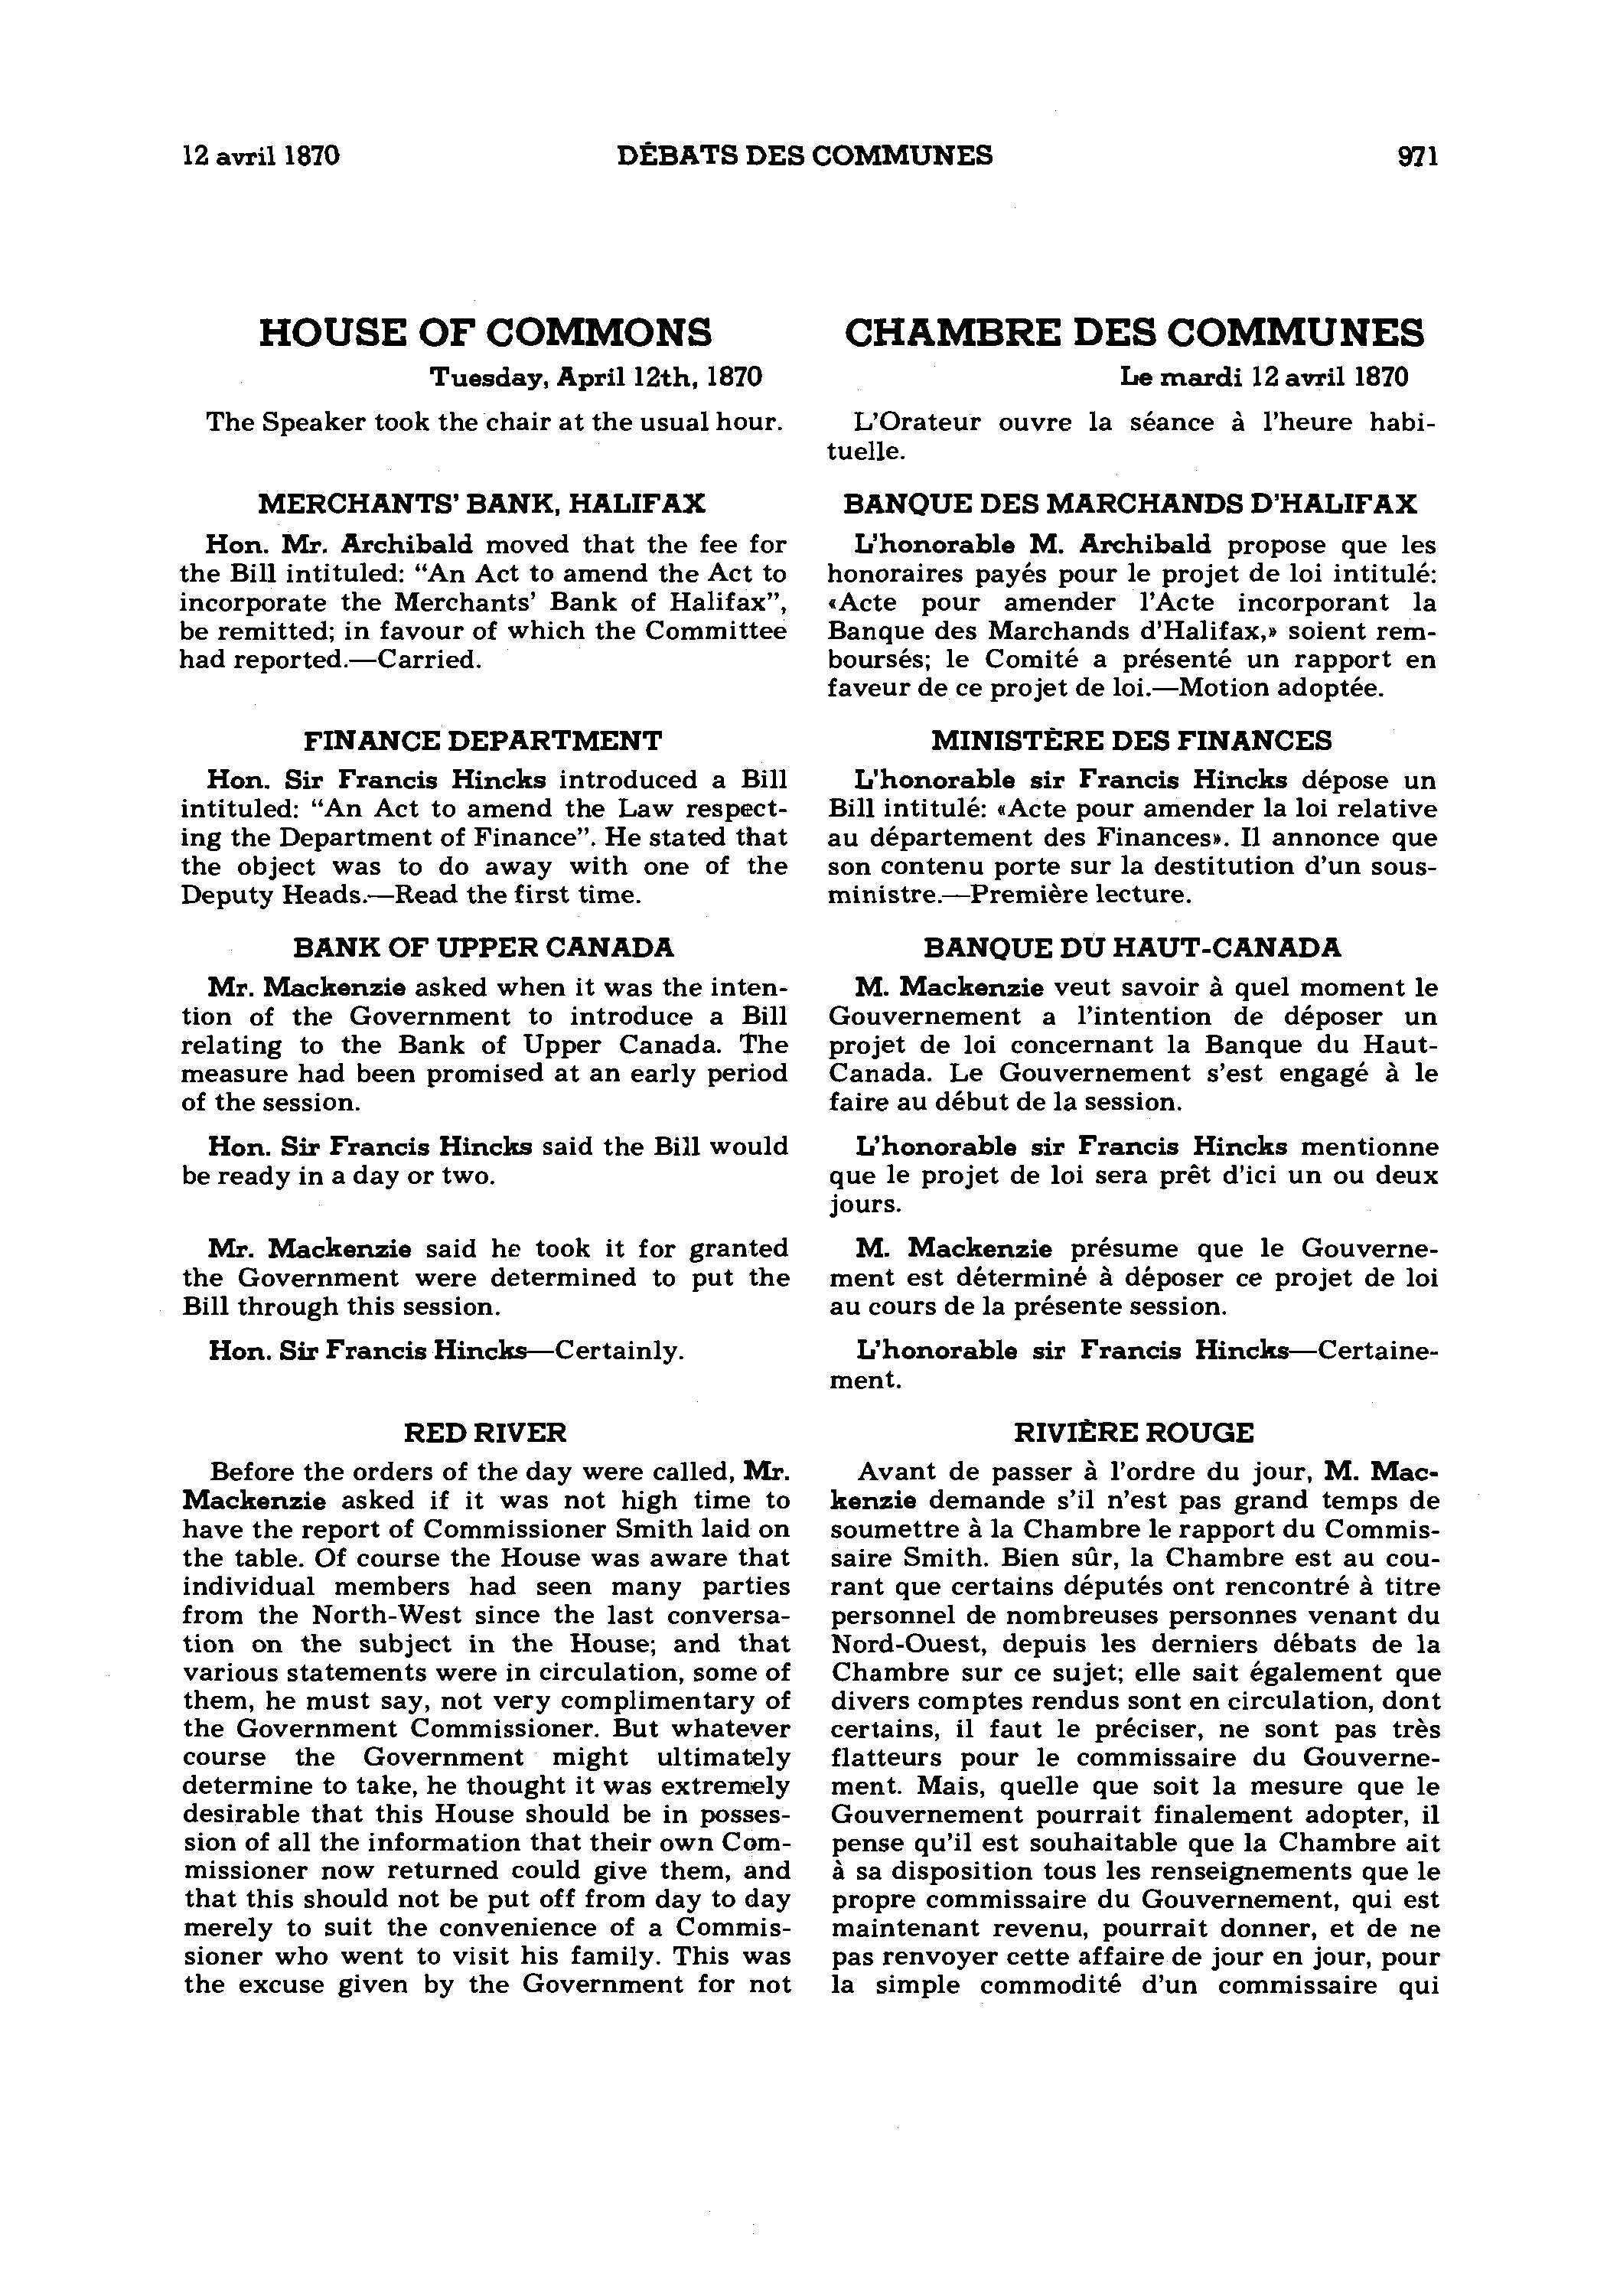 12 avril 1870 DÉBATS DES COMMUNES 971
HOUSE OF COMMONS
Tuesday, April 12th, 1870
The Speaker took the chair at the usual hour.
MERCHANTS' BANK, HALIFAX
Hon. Mr. Archibald moved that the fee for
the Bill intituled: “An Act to amend the Act to
incorporate the Merchants' Bank of Halifax”,
be remitted; in favour of which the Committee
had reported.—Carried.
FINANCE DEPARTMENT
Hon. Sir Francis Hincks introduced a Bill
intituled: “An Act to amend the Law respect-
ing the Department of Finance”. He stated that
the object was to do away with one of the
Deputy Heads.—Read the first time.
BANK OF UPPER CANADA
Mr. Mackenzie asked when it was the inten-
tion of the Government to introduce a Bill
relating to the Bank of Upper Canada. The
measure had been promised at an early period
of the session.
Hon. Sir Francis Hincks said the Bill would
be ready in a day or two.
Mr. Mackenzie said he took it for granted
the Government were determined to put the
Bill through this session.
Hon. Sir Francis Hincks—Certainly.
RED RIVER
Before the orders of the day were called, Mr.
Mackenzie asked if it was not high time to
have the report of Commissioner Smith laid on
the table. Of course the House was aware that
individual members had seen many parties
from the North-West since the last conversa-
tion on the subject in the House; and that
various statements were in circulation, some of
them, he must say, not very complimentary of
the Government Commissioner. But whatever
course the Government might ultimately
determine to take, he thought it was extremely
desirable that this House should be in posses-
sion of all the information that their own Com-
missioner now returned could give them, and
that this should not be put off from day to day
merely to suit the convenience of a Commis-
sioner who went to visit his family. This was
the excuse given by the Government for not
CHAMBRE DES COMMUNES
Le mardi 12 avril 1870
L'Orateur ouvre la séance à l'heure habi-
tuelle.
BANQUE DES MARCHANDS D'HALIFAX
L'honorable M. Archibald propose que les
honoraires payés pour le projet de loi intitulé:
«Acte pour amender l'Acte incorporant la
Banque des Marchands d'Halifax,» soient rem-
boursés; le Comité a présenté un rapport en
faveur de ce projet de loi.—Motion adoptée.
MINISTÈRE DES FINANCES
L'honorable sir Francis Hincks dépose un
Bill intitulé: «Acte pour amender la loi relative
au département des Finances». Il annonce que
son contenu porte sur la destitution d'un sous-
ministre.—Première lecture.
BANQUE DU HAUT-CANADA
M. Mackenzie veut savoir à quel moment le
Gouvernement a l'intention de déposer un
projet de loi concernant la Banque du Haut-
Canada. Le Gouvernement s'est engagé à le
faire au début de la session.
L'honorable sir Francis Hincks mentionne
que le projet de loi sera prêt d'ici un ou deux
jours.
M. Mackenzie présume que le Gouverne-
ment est déterminé à déposer ce projet de loi
au cours de la présente session.
L'honorable sir Francis Hincks—Certaine-
ment.
RIVIÈRE ROUGE
Avant de passer à l'ordre du jour, M. Mac-
kenzie demande s'il n'est pas grand temps de
soumettre à la Chambre le rapport du Commis-
saire Smith. Bien sûr, la Chambre est au cou-
rant que certains députés ont rencontré à titre
personnel de nombreuses personnes venant du
Nord-Ouest, depuis les derniers débats de la
Chambre sur ce sujet; elle sait également que
divers comptes rendus sont en circulation, dont
certains, il faut le préciser, ne sont pas très
flatteurs pour le commissaire du Gouverne-
ment. Mais, quelle que soit la mesure que le
Gouvernement pourrait finalement adopter, il
pense qu'il est souhaitable que la Chambre ait
à sa disposition tous les renseignements que le
propre commissaire du Gouvernement, qui est
maintenant revenu, pourrait donner, et de ne
pas renvoyer cette affaire de jour en jour, pour
la simple commodité d'un commissaire qui